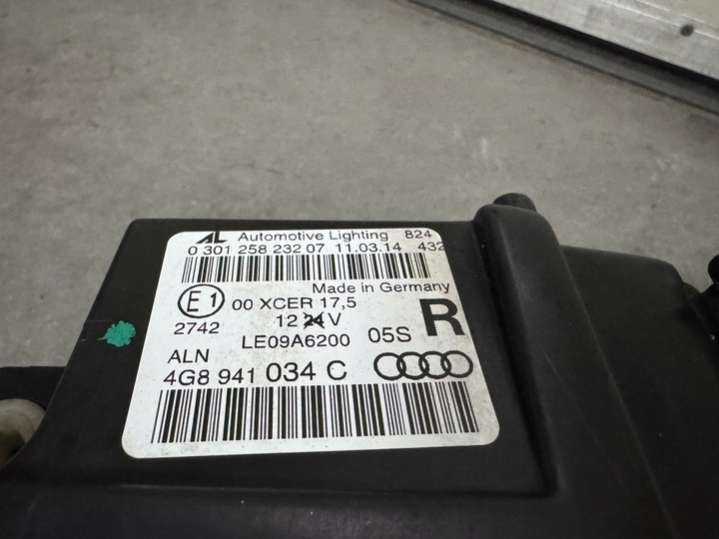 AL Automotive Lighting 824
0 301 258 232 07 11.03.14 432
Made in Germany
E1 00 XCER 17,5
2742 12 24 V R
LE09A6200 05S
ALN
4G8 941 034 C